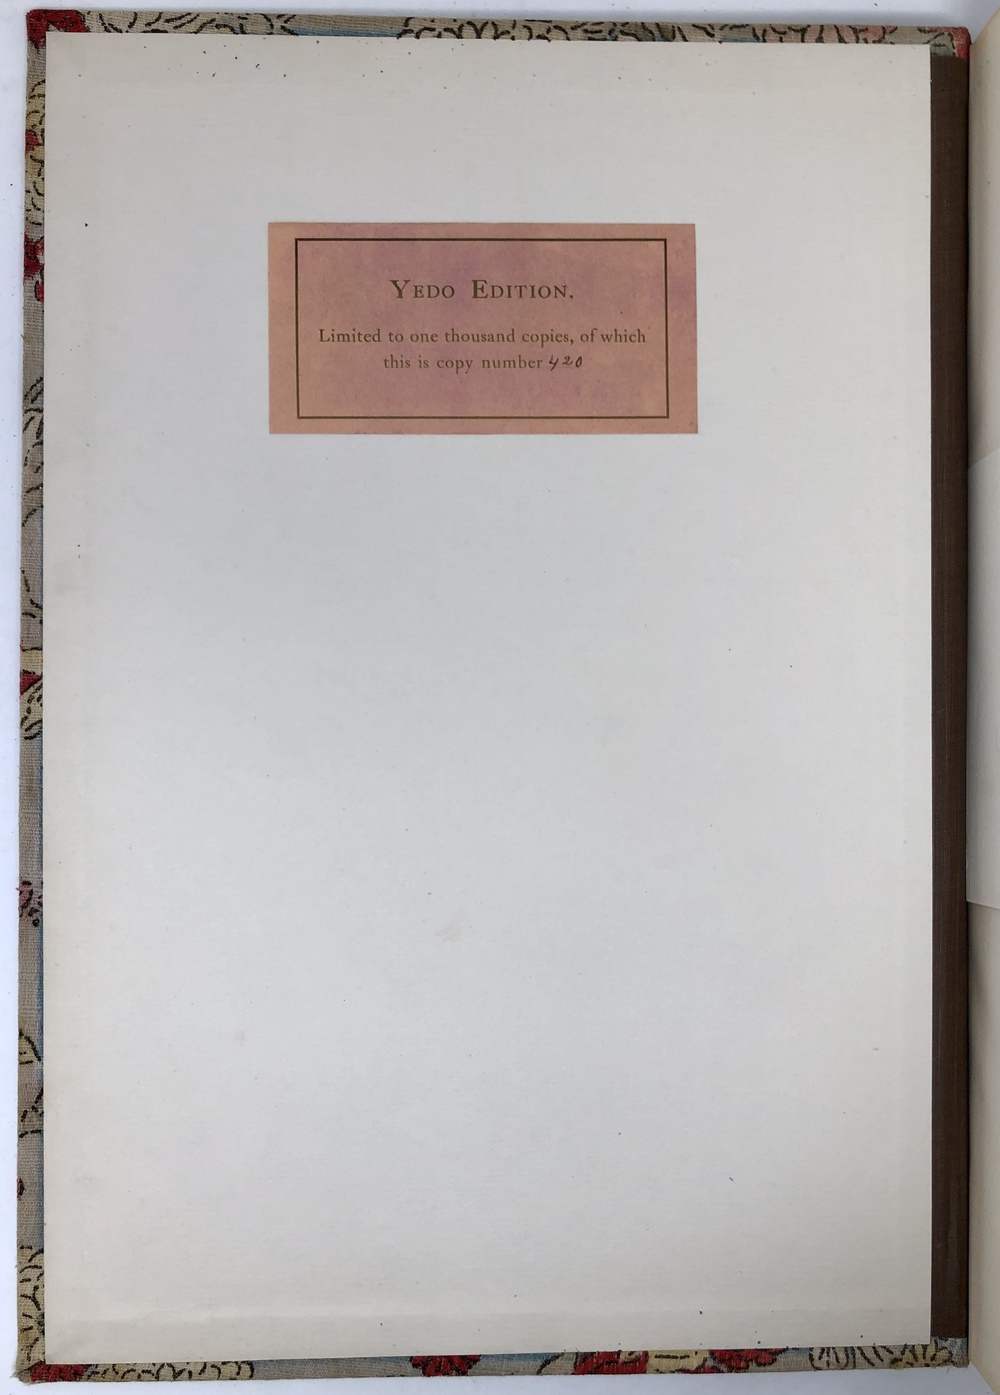 YEDO EDITION.
Limited to one thousand copies, of which
this is copy number 420